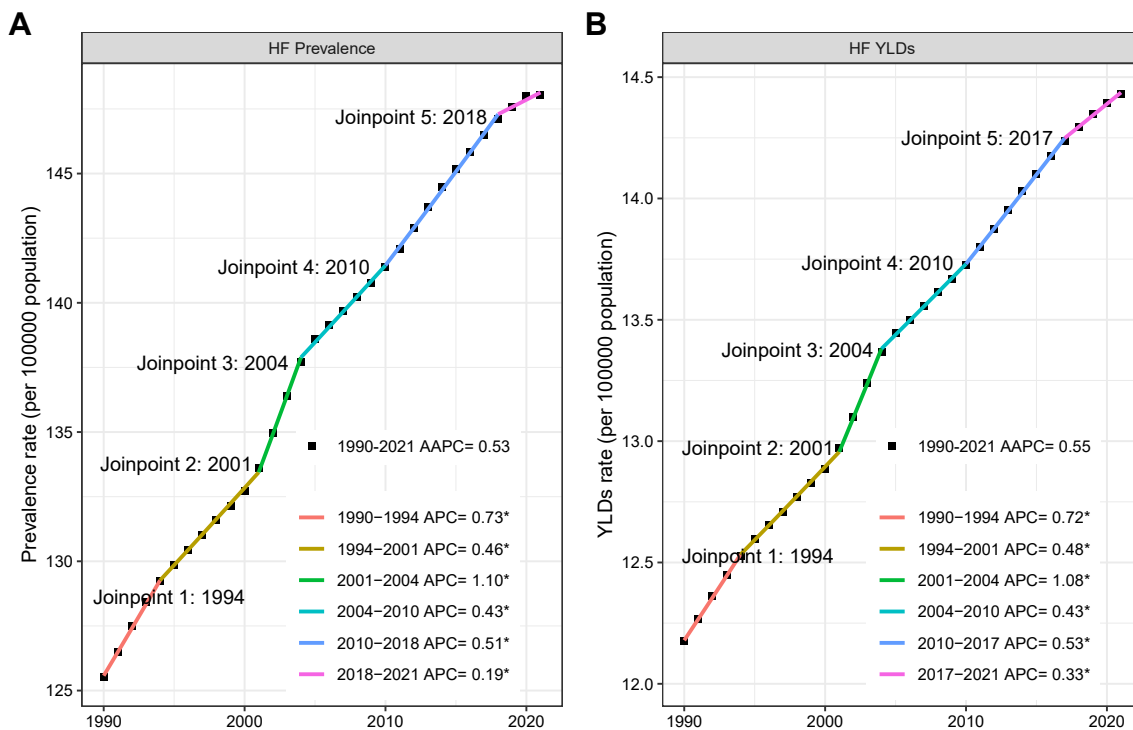 A
HF Prevalence
Prevalence rate (per 100000 population)
145
140
135
130
125
1990
2000
2010
2020
Joinpoint 5: 2018
Joinpoint 4: 2010
Joinpoint 3: 2004
Joinpoint 2: 2001
Joinpoint 1: 1994
1990-2021 AAPC= 0.53
1990−1994 APC= 0.73*
1994−2001 APC= 0.46*
2001−2004 APC= 1.10*
2004−2010 APC= 0.43*
2010−2018 APC= 0.51*
2018−2021 APC= 0.19*
B
HF YLDs
YLDs rate (per 100000 population)
14.5
14.0
13.5
13.0
12.5
12.0
1990
2000
2010
2020
Joinpoint 5: 2017
Joinpoint 4: 2010
Joinpoint 3: 2004
Joinpoint 2: 2001
Joinpoint 1: 1994
1990-2021 AAPC= 0.55
1990−1994 APC= 0.72*
1994−2001 APC= 0.48*
2001−2004 APC= 1.08*
2004−2010 APC= 0.43*
2010−2017 APC= 0.53*
2017−2021 APC= 0.33*